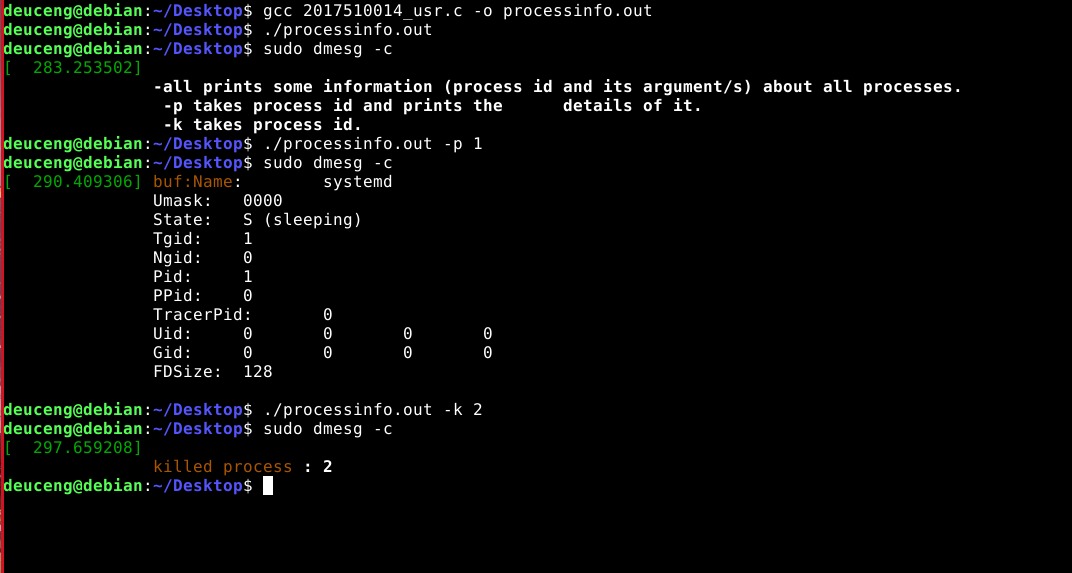 deuceng@debian:~/Desktop$ gcc 2017510014_usr.c -o processinfo.out
deuceng@debian:~/Desktop$ ./processinfo.out
deuceng@debian:~/Desktop$ sudo dmesg -c
[  283.253502]
-all prints some information (process id and its argument/s) about all processes.
-p takes process id and prints the      details of it.
-k takes process id.
deuceng@debian:~/Desktop$ ./processinfo.out -p 1
deuceng@debian:~/Desktop$ sudo dmesg -c
[  290.409306] buf:Name:        systemd
Umask:   0000
State:   S (sleeping)
Tgid:    1
Ngid:    0
Pid:     1
PPid:    0
TracerPid:       0
Uid:     0       0       0       0
Gid:     0       0       0       0
FDSize:  128
deuceng@debian:~/Desktop$ ./processinfo.out -k 2
deuceng@debian:~/Desktop$ sudo dmesg -c
[  297.659208]
killed process : 2
deuceng@debian:~/Desktop$